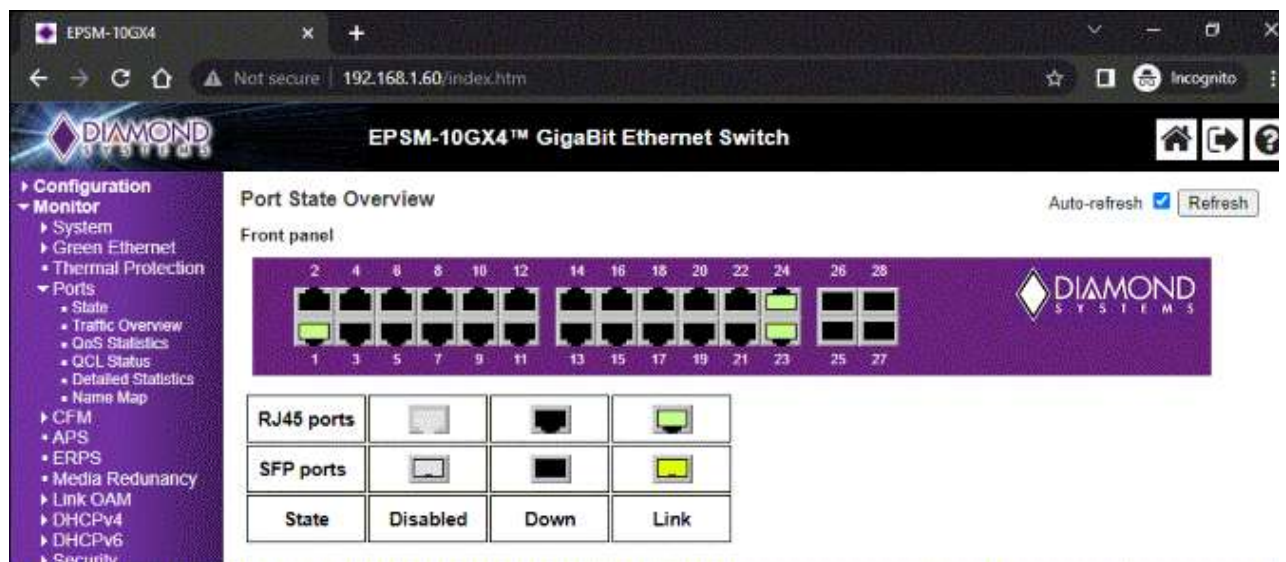 EPSM-10GX4
Not secure | 192.168.1.60/index.htm
Incognito
DIAMOND
SYSTEMS
EPSM-10GX4™ GigaBit Ethernet Switch
Configuration
Monitor
System
Green Ethernet
Thermal Protection
Ports
State
Traffic Overview
QoS Statistics
QCL Status
Detailed Statistics
Name Map
CFM
APS
ERPS
Media Redunancy
Link OAM
DHCPv4
DHCPv6
Security
Port State Overview
Auto-refresh Refresh
Front panel
2 4 6 8 10 12 14 16 18 20 22 24 26 28
DIAMOND
SYSTEMS
1 3 5 7 9 11 13 15 17 19 21 23 25 27
RJ45 ports
SFP ports
State Disabled Down Link